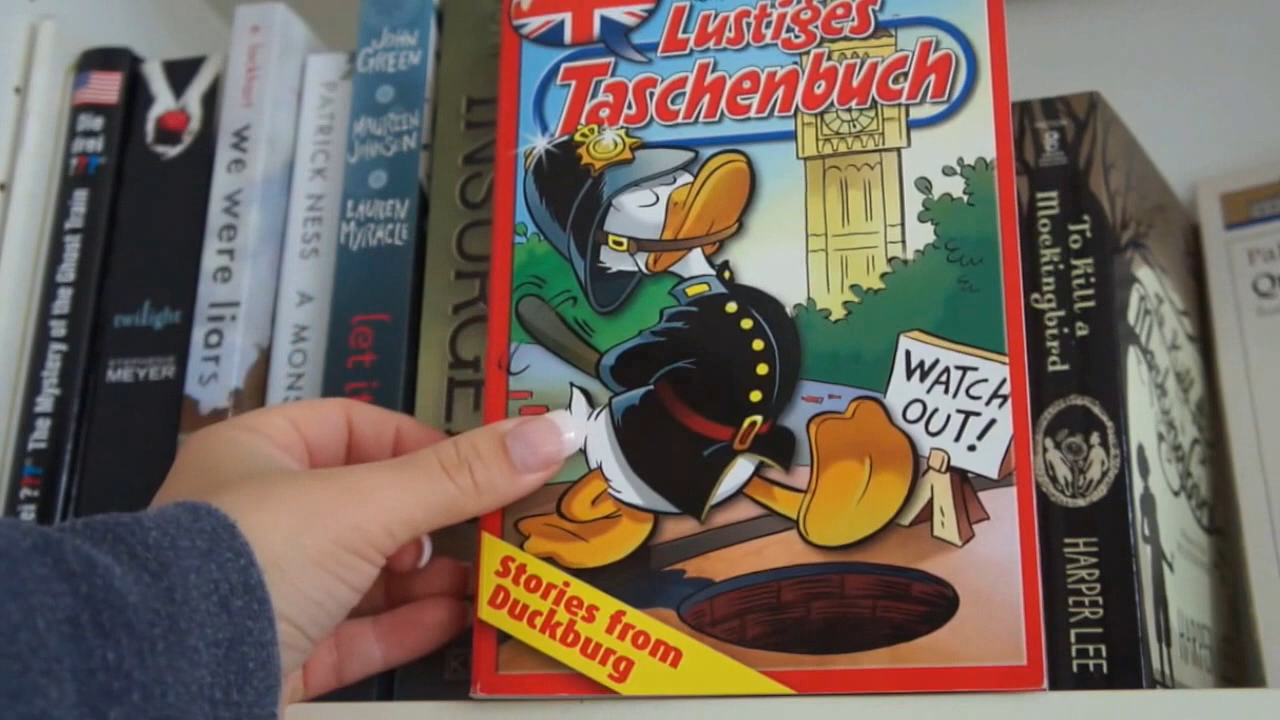 Die drei ???
The Mystery of the Ghost Train
twilight
STEPHENIE
MEYER
e. lockhart
we were liars
PATRICK NESS A MONS
JOHN
GREEN
MAUREEN
JOHNSON
LAUREN
MYRACLE
let it
INSURGE
Lustiges
Taschenbuch
WATCH
OUT!
Stories from
Duckburg
To Kill a
Mockingbird
HARPER LEE